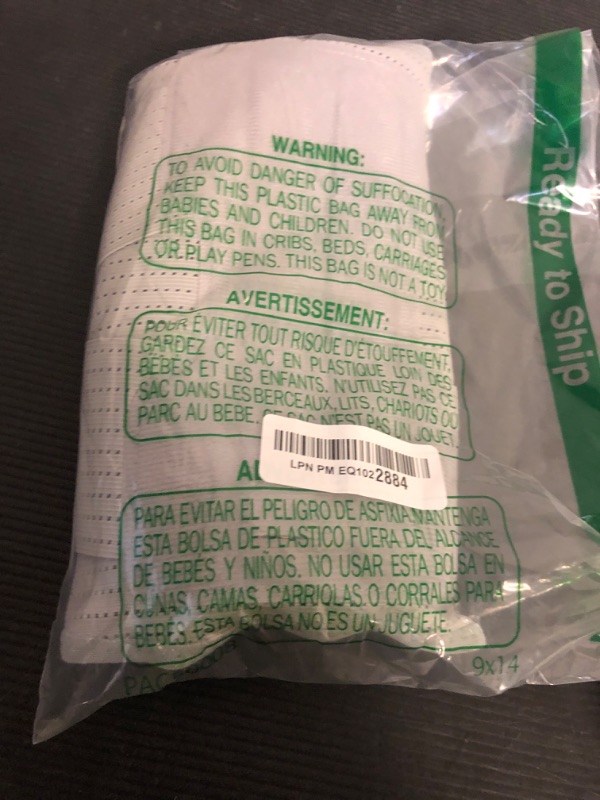 WARNING:
TO AVOID DANGER OF SUFFOCATION,
KEEP THIS PLASTIC BAG AWAY FROM
BABIES AND CHILDREN. DO NOT USE
THIS BAG IN CRIBS, BEDS, CARRIAGES
OR PLAY PENS. THIS BAG IS NOT A TOY
AVERTISSEMENT:
POUR ÉVITER TOUT RISQUE D'ÉTOUFFEMENT,
GARDEZ CE SAC EN PLASTIQUE LOIN DES
BÉBÉS ET LES ENFANTS. N'UTILISEZ PAS CE
SAC DANS LES BERCEAUX, LITS, CHARIOTS OU
PARC AU BEBE. CE SAC N'EST PAS UN JOUET.
LPN PM EQ1022884
PARA EVITAR EL PELIGRO DE ASFIXIA MANTENGA
ESTA BOLSA DE PLASTICO FUERA DEL ALCANCE
DE BEBÉS Y NIÑOS. NO USAR ESTA BOLSA EN
CUNAS, CAMAS, CARRIOLAS O CORRALES PARA
BEBÉS. ESTA BOLSA NO ES UN JUGUETE.
9x14
Ready to Ship